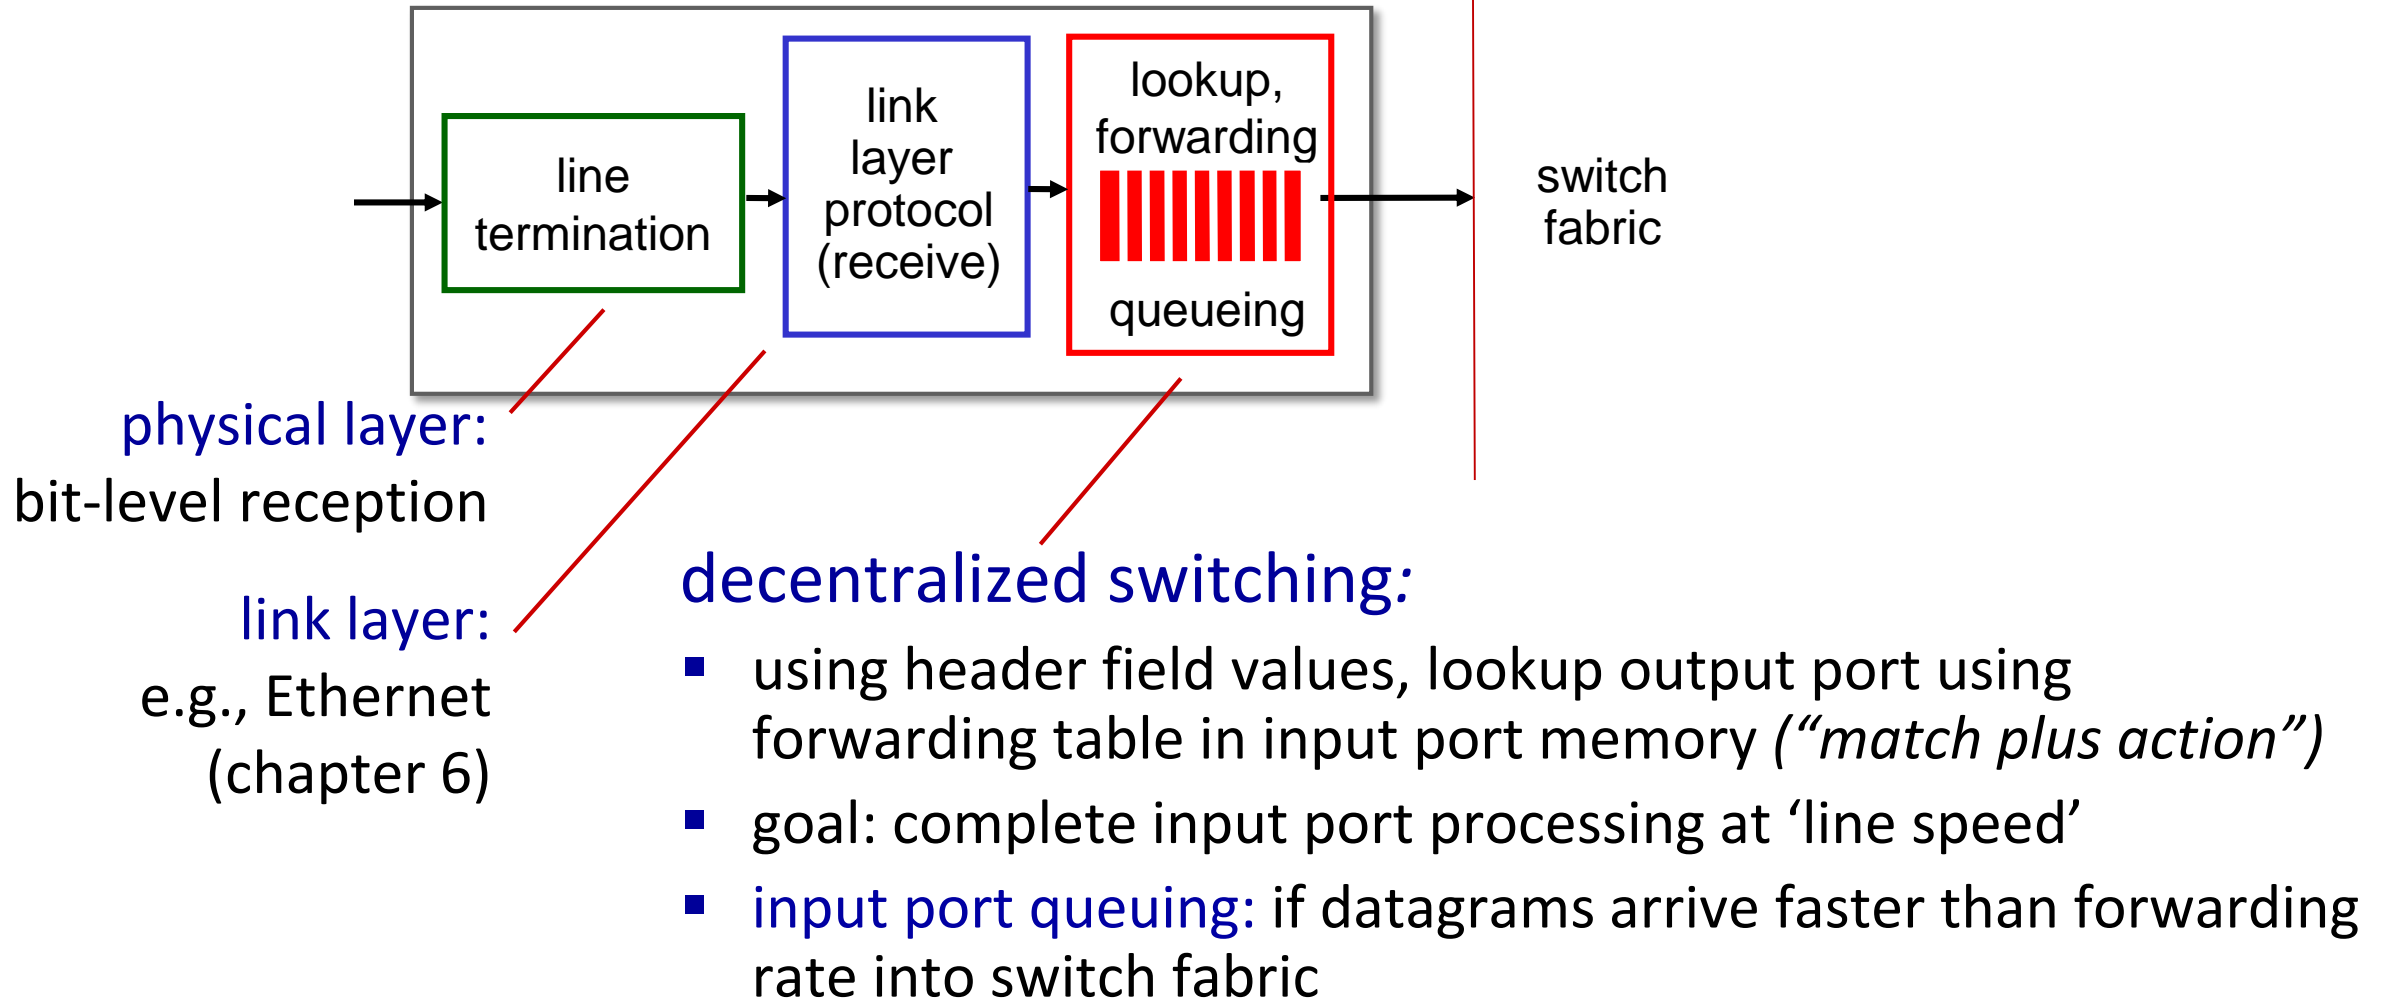 line
termination
link
layer
protocol
(receive)
lookup,
forwarding
queueing
switch
fabric
physical layer:
bit-level reception
link layer:
e.g., Ethernet
(chapter 6)
decentralized switching:
using header field values, lookup output port using
forwarding table in input port memory (“match plus action”)
goal: complete input port processing at ‘line speed’
input port queuing: if datagrams arrive faster than forwarding
rate into switch fabric